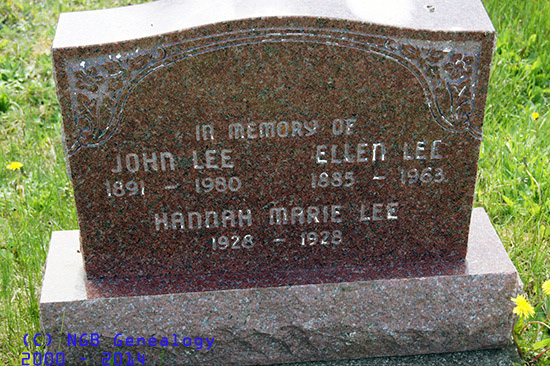 IN MEMORY OF
JOHN LEE ELLEN LEE
1891 - 1980 1885 - 1963
HANNAH MARIE LEE
1928 - 1928
(C) NGB Genealogy
2000 - 2014